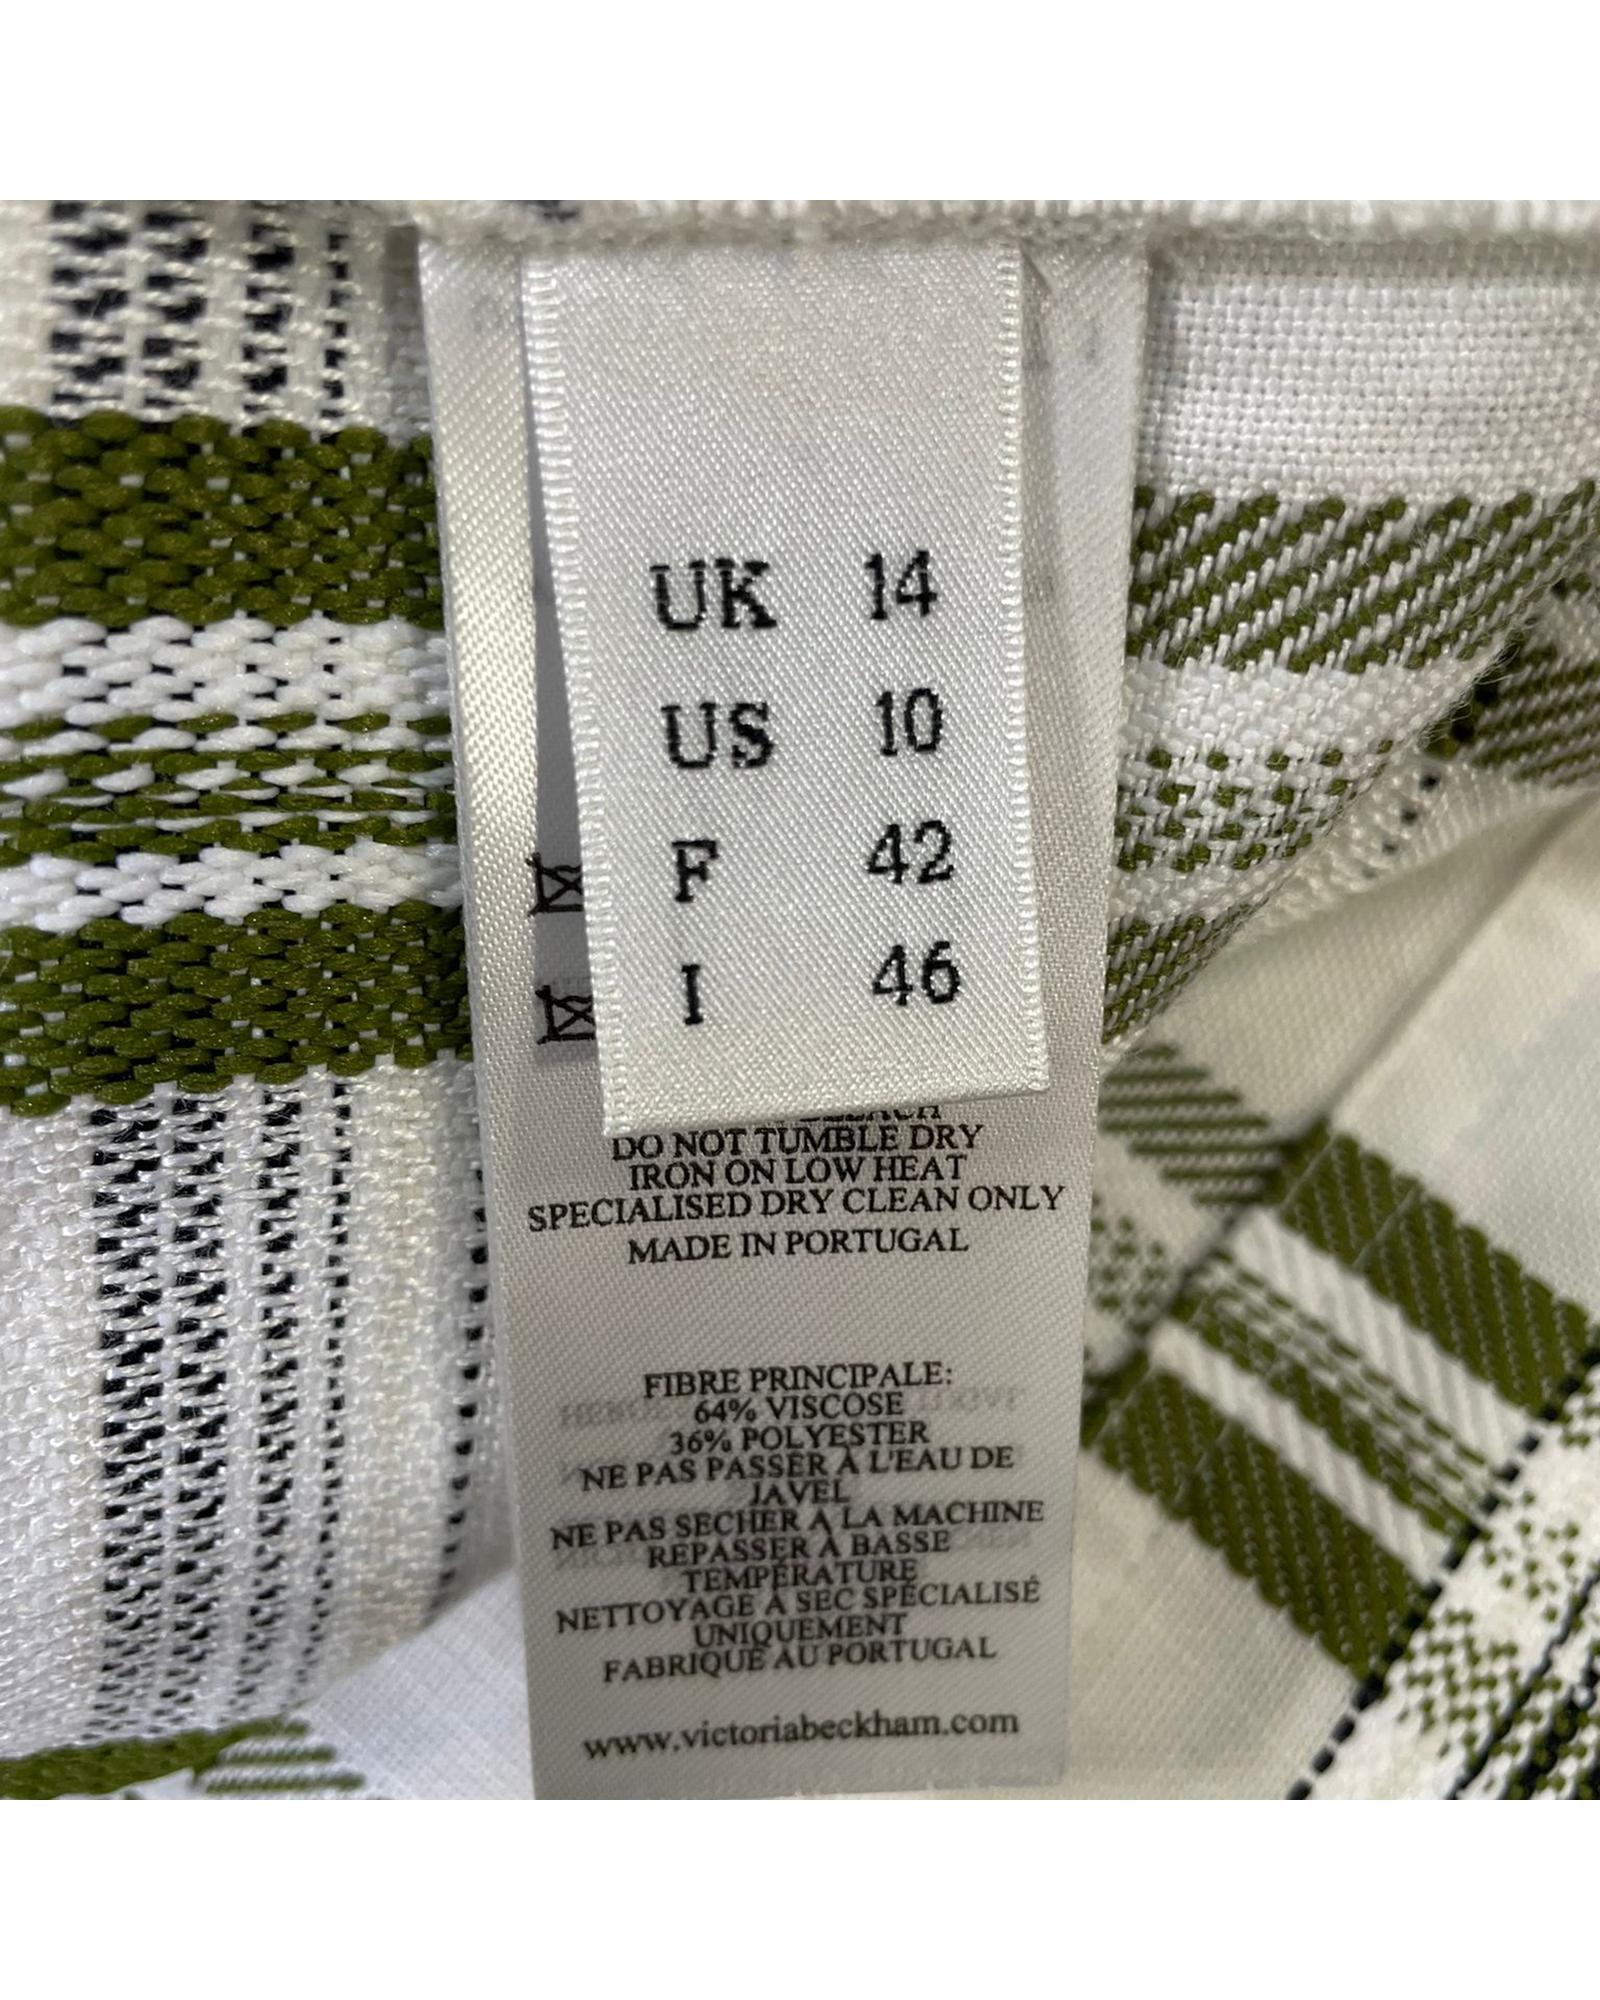 UK 14
US 10
F 42
I 46
DO NOT TUMBLE DRY
IRON ON LOW HEAT
SPECIALISED DRY CLEAN ONLY
MADE IN PORTUGAL
FIBRE PRINCIPALE:
64% VISCOSE
36% POLYESTER
NE PAS PASSER À L'EAU DE
JAVEL
NE PAS SECHER A LA MACHINE
REPASSER À BASSE
TEMPÉRATURE
NETTOYAGE À SEC SPÉCIALISÉ
UNIQUEMENT
FABRIQUÉ AU PORTUGAL
www.victoriabeckham.com